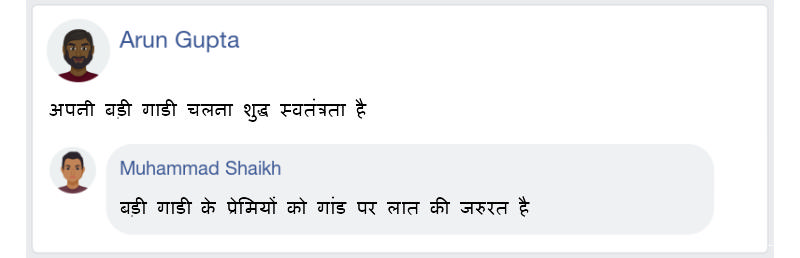 Arun Gupta
अपनी बड़ी गाडी चलना शुद्ध स्वतंत्रता है
Muhammad Shaikh
बड़ी गाडी के प्रेमियों को गांड पर लात की जरुरत है